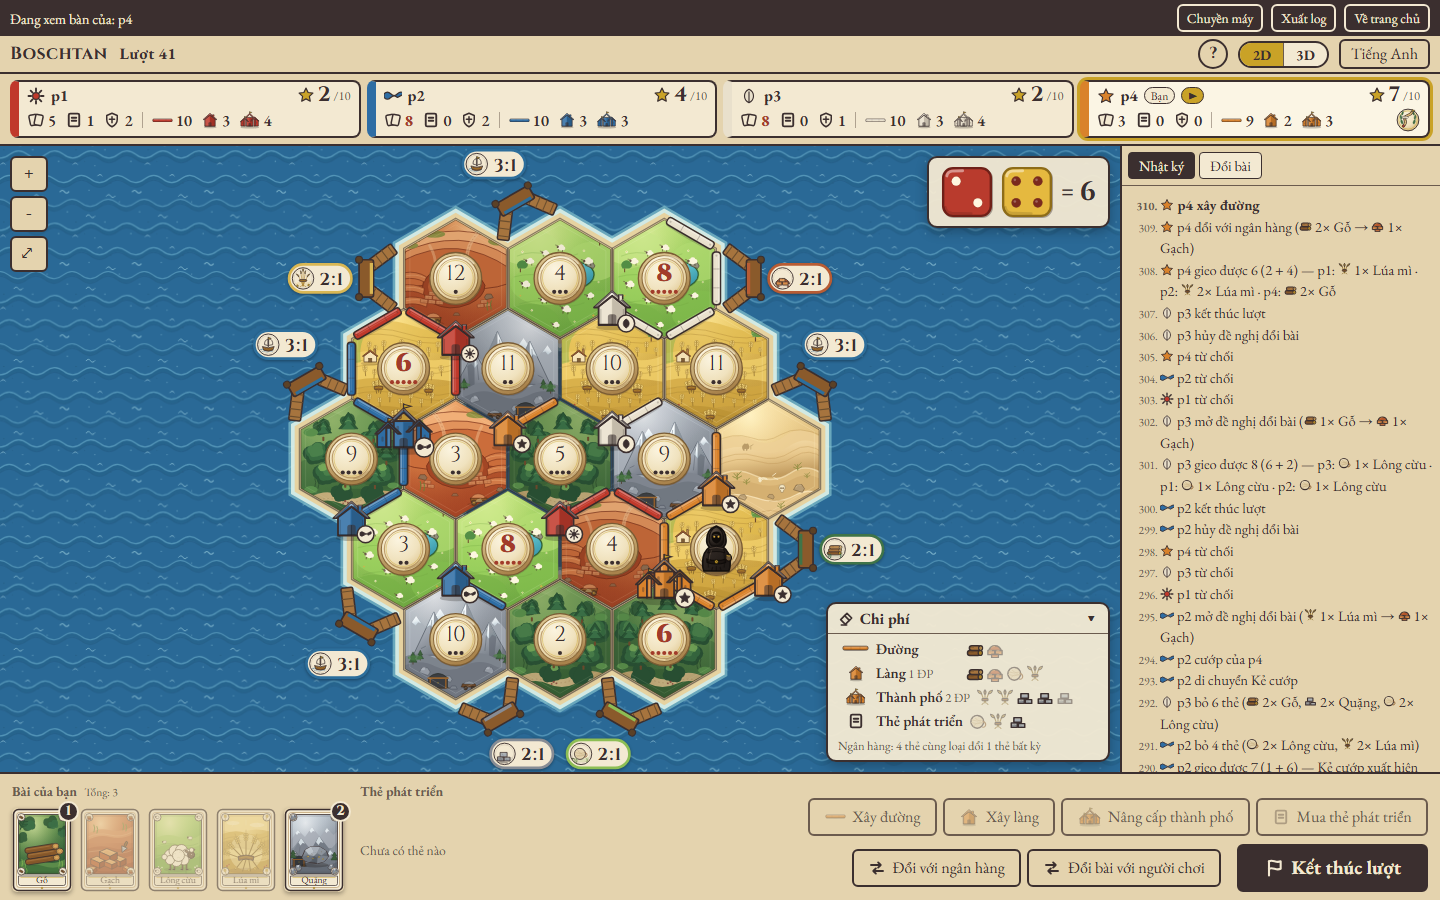 Đang xem bàn của: p4
Chuyền máy
Xuất log
Về trang chủ
BOSCHTAN Lượt 41
?
2D
3D
Tiếng Anh
p1
2/10
5 1 2 10 3 4
p2
4/10
8 0 2 10 3 3
p3
2/10
8 0 1 10 3 4
p4 Bạn
7/10
3 0 0 9 2 3
+
-
= 6
3:1
2:1
2:1
3:1
3:1
2:1
3:1
2:1
2:1
12
4
8
6
11
10
11
9
3
5
9
3
8
4
10
2
6
Chi phí
Đường
Làng 1 ĐP
Thành phố 2 ĐP
Thẻ phát triển
Ngân hàng: 4 thẻ cùng loại đổi 1 thẻ bất kỳ
Nhật ký
Đổi bài
310. p4 xây đường
309. p4 đổi với ngân hàng (2× Gỗ → 1×
Gạch)
308. p4 gieo được 6 (2 + 4) — p1: 1× Lúa mì ·
p2: 2× Lúa mì · p4: 2× Gỗ
307. p3 kết thúc lượt
306. p3 hủy đề nghị đổi bài
305. p4 từ chối
304. p2 từ chối
303. p1 từ chối
302. p3 mở đề nghị đổi bài (1× Gỗ → 1×
Gạch)
301. p3 gieo được 8 (6 + 2) — p3: 1× Lông cừu ·
p1: 1× Lông cừu · p2: 1× Lông cừu
300. p2 kết thúc lượt
299. p2 hủy đề nghị đổi bài
298. p4 từ chối
297. p3 từ chối
296. p1 từ chối
295. p2 mở đề nghị đổi bài (1× Lúa mì → 1×
Gạch)
294. p2 cướp của p4
293. p2 di chuyển Kẻ cướp
292. p3 bỏ 6 thẻ (2× Gỗ, 2× Quặng, 2×
Lông cừu)
291. p2 bỏ 4 thẻ (2× Lông cừu, 2× Lúa mì)
290. p2 gieo được 7 (1 + 6) — Kẻ cướp xuất hiện
Bài của bạn Tổng: 3
1
Gỗ
Gạch
Lông cừu
Lúa mì
2
Quặng
Thẻ phát triển
Chưa có thẻ nào
Xây đường
Xây làng
Nâng cấp thành phố
Mua thẻ phát triển
Đổi với ngân hàng
Đổi bài với người chơi
Kết thúc lượt